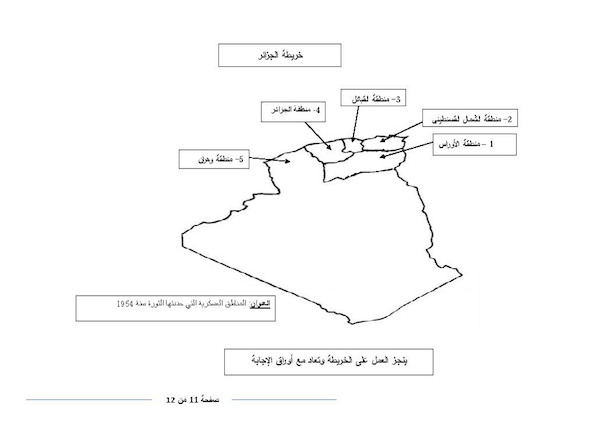 خريطة الجزائر
3- منطقة القبائل
4- منطقة الجزائر
2- منطقة الشمال القسنطيني
1 - منطقة الأوراس
5- منطقة وهران
العنوان: المناطق العسكرية التي حددتها الثورة سنة 1954
ينجز العمل على الخريطة وتعاد مع أوراق الإجابة
صفحة 11 من 12